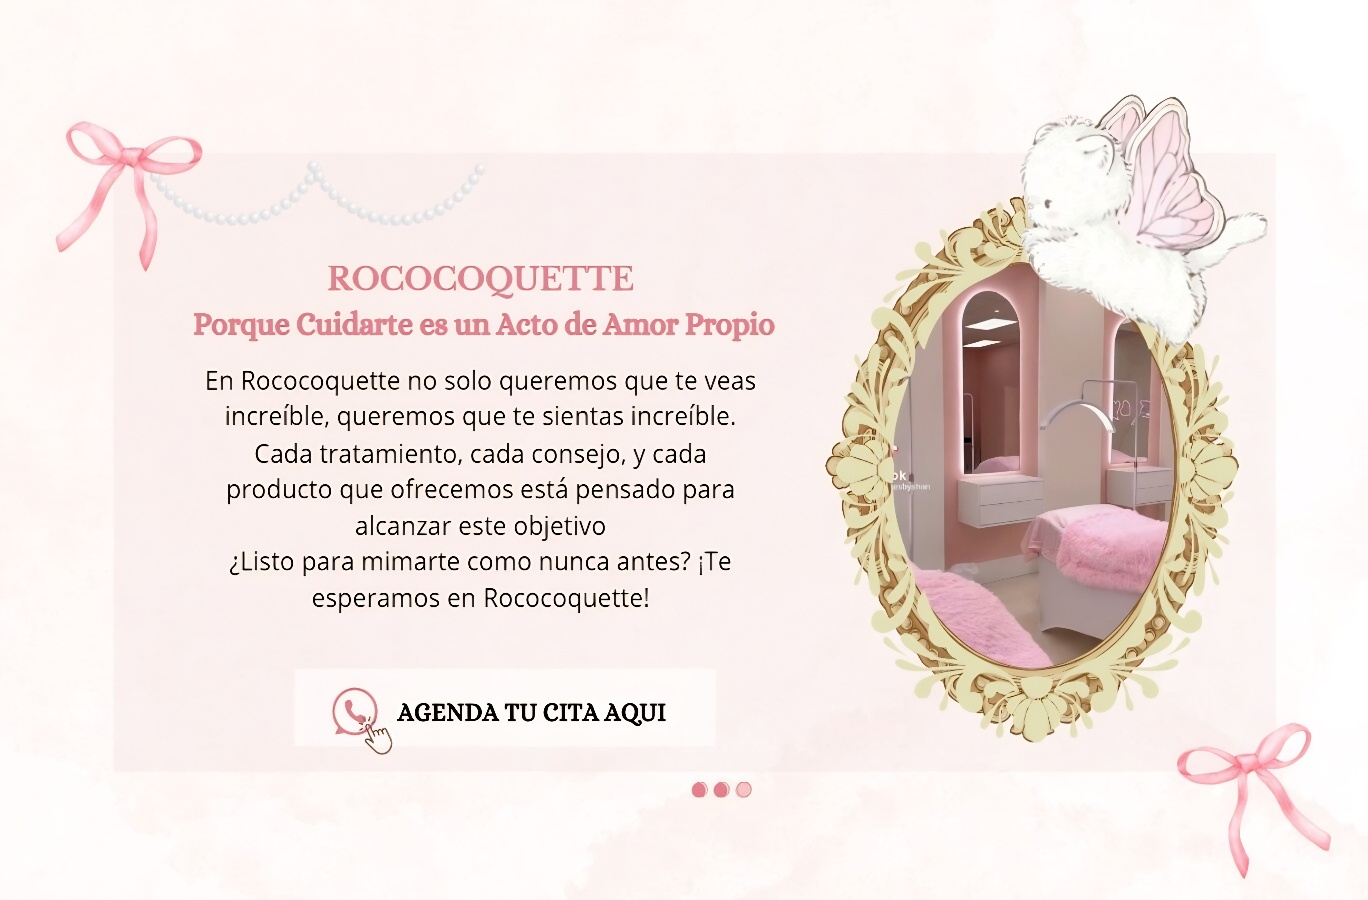 ROCOCOQUETTE
Porque Cuidarte es un Acto de Amor Propio
En Rococoquette no solo queremos que te veas
increíble, queremos que te sientas increíble.
Cada tratamiento, cada consejo, y cada
producto que ofrecemos está pensado para
alcanzar este objetivo
¿Listo para mimarte como nunca antes? ¡Te
esperamos en Rococoquette!
AGENDA TU CITA AQUI